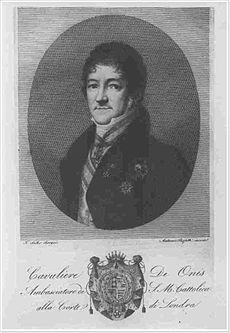 Cavaliere De Onis
Ambasciatore di S. M. Cattolica
alla Corte di Londra